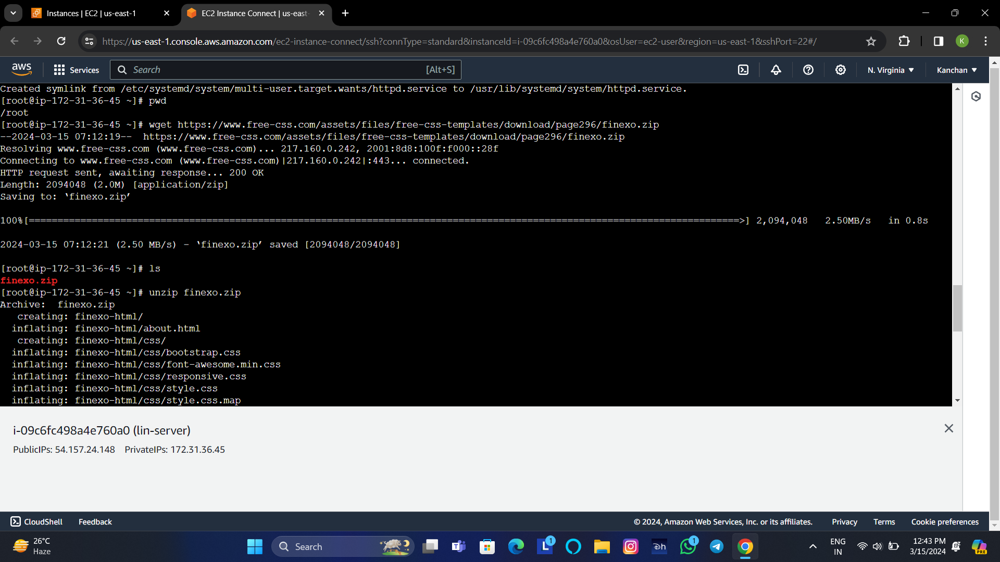 Instances | EC2 | us-east-1
EC2 Instance Connect | us-east-
https://us-east-1.console.aws.amazon.com/ec2-instance-connect/ssh?connType=standard&instanceId=i-09c6fc498a4e760a0&osUser=ec2-user&region=us-east-1&sshPort=22#/
K
aws
Services
Search
[Alt+S]
N. Virginia
Kanchan
Created symlink from /etc/systemd/system/multi-user.target.wants/httpd.service to /usr/lib/systemd/system/httpd.service.
[root@ip-172-31-36-45 ~]# pwd
/root
[root@ip-172-31-36-45 ~]# wget https://www.free-css.com/assets/files/free-css-templates/download/page296/finexo.zip
--2024-03-15 07:12:19--  https://www.free-css.com/assets/files/free-css-templates/download/page296/finexo.zip
Resolving www.free-css.com (www.free-css.com)... 217.160.0.242, 2001:8d8:100f:f000::28f
Connecting to www.free-css.com (www.free-css.com)|217.160.0.242|:443... connected.
HTTP request sent, awaiting response... 200 OK
Length: 2094048 (2.0M) [application/zip]
Saving to: ‘finexo.zip’
100%[============================================================================================================================>] 2,094,048   2.50MB/s   in 0.8s
2024-03-15 07:12:21 (2.50 MB/s) - ‘finexo.zip’ saved [2094048/2094048]
[root@ip-172-31-36-45 ~]# ls
finexo.zip
[root@ip-172-31-36-45 ~]# unzip finexo.zip
Archive:  finexo.zip
   creating: finexo-html/
  inflating: finexo-html/about.html
   creating: finexo-html/css/
  inflating: finexo-html/css/bootstrap.css
  inflating: finexo-html/css/font-awesome.min.css
  inflating: finexo-html/css/responsive.css
  inflating: finexo-html/css/style.css
  inflating: finexo-html/css/style.css.map
i-09c6fc498a4e760a0 (lin-server)
PublicIPs: 54.157.24.148    PrivateIPs: 172.31.36.45
CloudShell
Feedback
© 2024, Amazon Web Services, Inc. or its affiliates.
Privacy
Terms
Cookie preferences
26°C
Haze
Search
L
1
1
ENG
IN
12:43 PM
3/15/2024
PRE